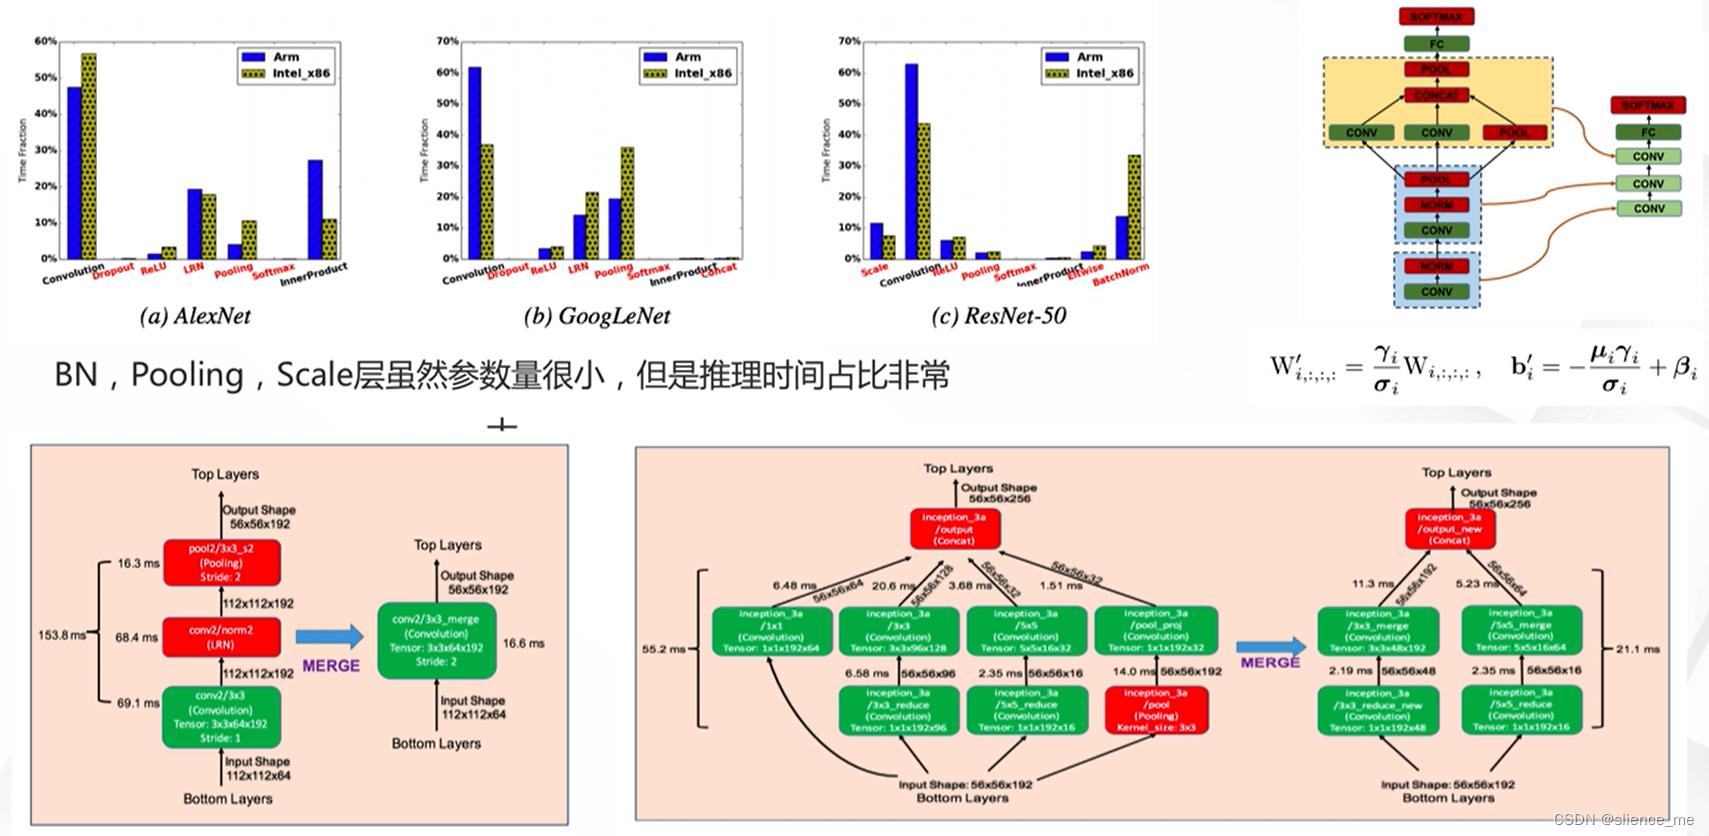 60%
50%
40%
30%
20%
10%
0%
Time Fraction
Arm
Intel_x86
Convolution
Dropout
ReLU
LRN
Pooling
Softmax
InnerProduct
(a) AlexNet
70%
60%
50%
40%
30%
20%
10%
0%
Time Fraction
Arm
Intel_x86
Convolution
Dropout
ReLU
LRN
Pooling
Softmax
InnerProduct
Concat
(b) GoogLeNet
70%
60%
50%
40%
30%
20%
10%
0%
Time Fraction
Arm
Intel_x86
Scale
Convolution
ReLU
Pooling
Softmax
InnerProduct
Eltwise
BatchNorm
(c) ResNet-50
SOFTMAX
FC
POOL
CONCAT
CONV CONV POOL
POOL
NORM
CONV
NORM
CONV
SOFTMAX
FC
CONV
CONV
CONV
W′i,:,:,: = γi/σi Wi,:,:,: , b′i = − μiγi/σi + βi
BN，Pooling，Scale层虽然参数量很小，但是推理时间占比非常
Top Layers
Output Shape
56x56x192
pool2/3x3_s2
(Pooling)
Stride: 2
16.3 ms
112x112x192
conv2/norm2
(LRN)
153.8 ms
68.4 ms
112x112x192
69.1 ms
conv2/3x3
(Convolution)
Tensor: 3x3x64x192
Stride: 1
Input Shape
112x112x64
Bottom Layers
MERGE
Top Layers
Output Shape
56x56x192
conv2/3x3_merge
(Convolution)
Tensor: 3x3x64x192
Stride: 2
16.6 ms
Input Shape
112x112x64
Bottom Layers
Top Layers
Output Shape
56x56x256
inception_3a
/output
(Concat)
6.48 ms
56x56x64
20.6 ms
56x56x128
3.68 ms
56x56x32
1.51 ms
56x56x32
inception_3a
/1x1
(Convolution)
Tensor: 1x1x192x64
inception_3a
/3x3
(Convolution)
Tensor: 3x3x96x128
inception_3a
/5x5
(Convolution)
Tensor: 5x5x16x32
inception_3a
/pool_proj
(Convolution)
Tensor: 1x1x192x32
55.2 ms
6.58 ms
56x56x96
2.35 ms
56x56x16
14.0 ms
56x56x192
inception_3a
/3x3_reduce
(Convolution)
Tensor: 1x1x192x96
inception_3a
/5x5_reduce
(Convolution)
Tensor: 1x1x192x16
inception_3a
/pool
(Pooling)
Kernel_size: 3x3
Input Shape: 56x56x192
Bottom Layers
MERGE
Top Layers
Output Shape
56x56x256
inception_3a
/output_new
(Concat)
11.3 ms
56x56x192
5.23 ms
56x56x64
inception_3a
/3x3_merge
(Convolution)
Tensor: 3x3x48x192
inception_3a
/5x5_merge
(Convolution)
Tensor: 5x5x16x64
21.1 ms
2.19 ms
56x56x48
2.35 ms
56x56x16
inception_3a
/3x3_reduce_new
(Convolution)
Tensor: 1x1x192x48
inception_3a
/5x5_reduce
(Convolution)
Tensor: 1x1x192x16
Input Shape: 56x56x192
Bottom Layers
CSDN @slience_me